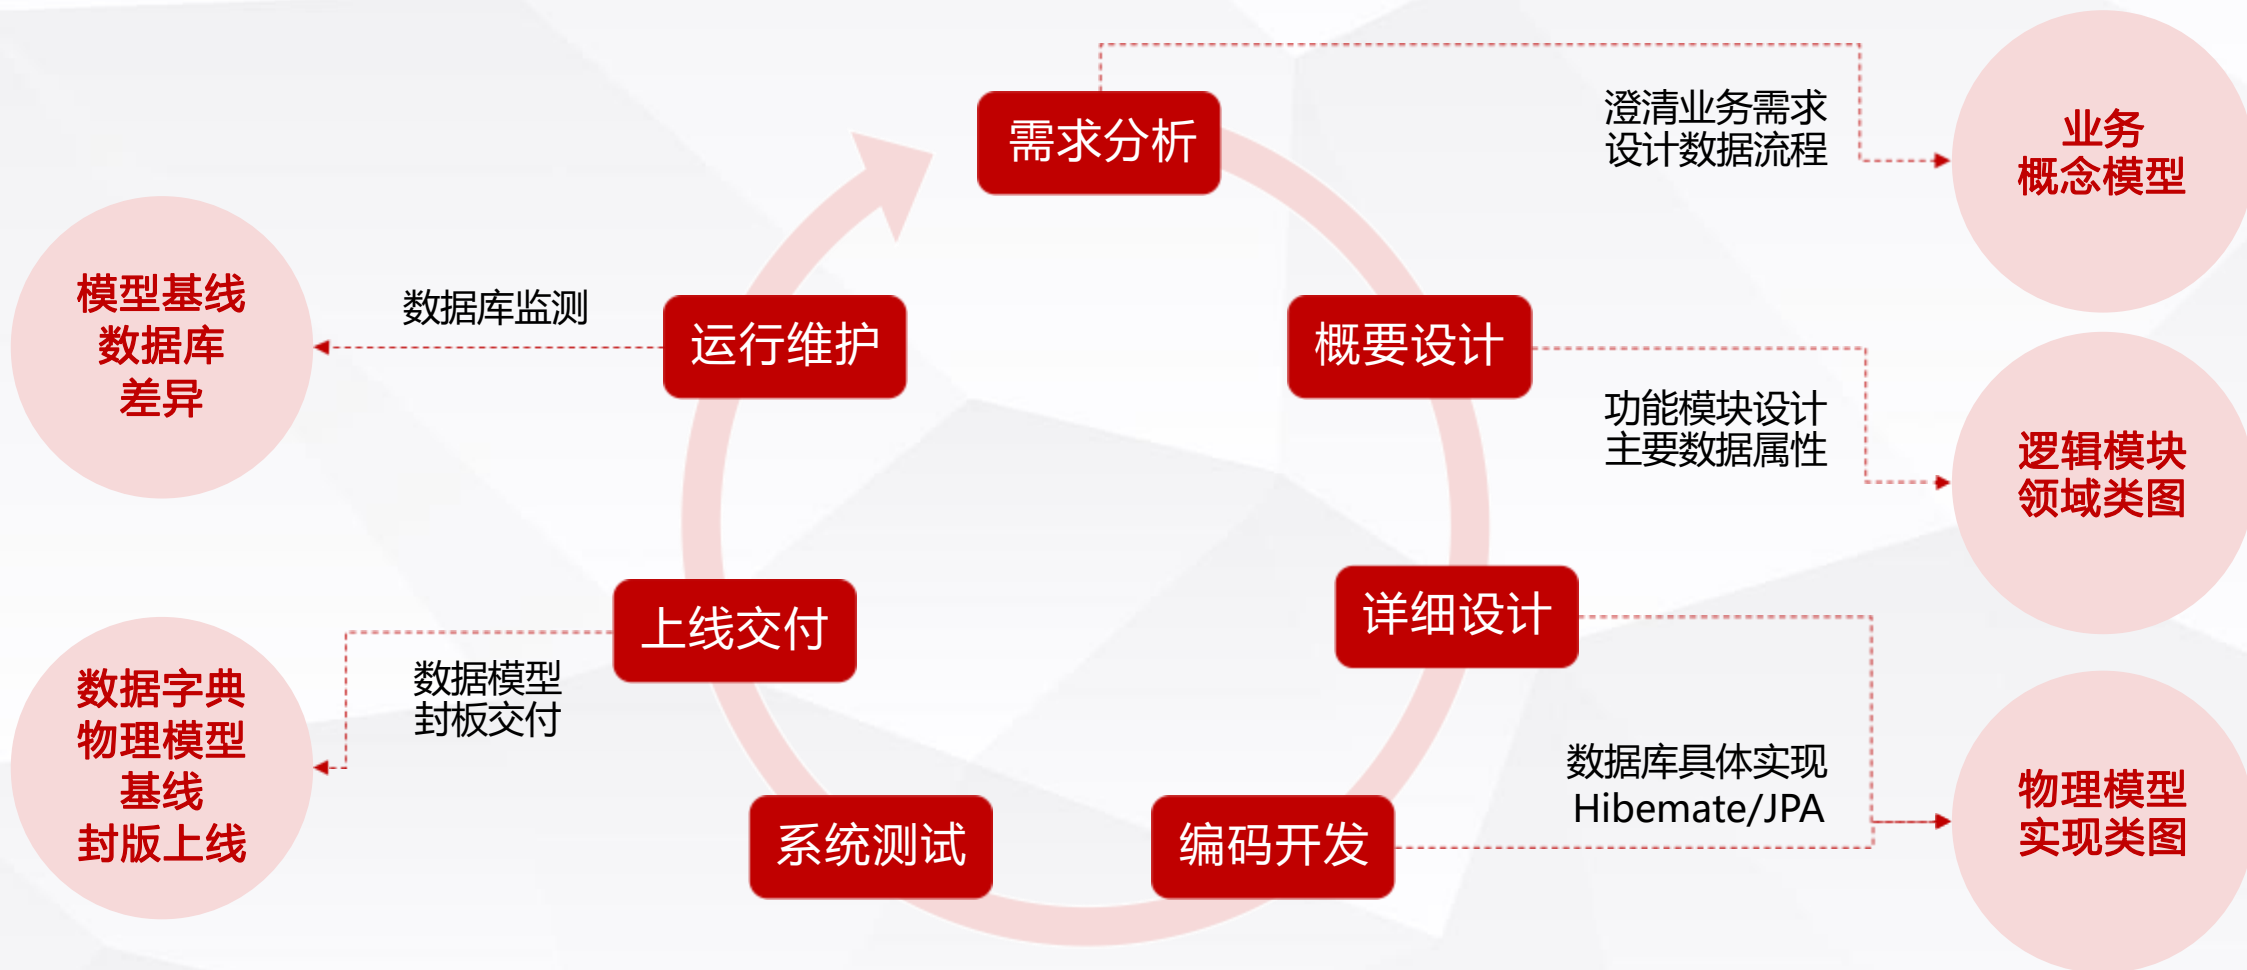 需求分析
澄清业务需求
设计数据流程
业务
概念模型
概要设计
功能模块设计
主要数据属性
逻辑模块
领域类图
详细设计
数据库具体实现
Hibemate/JPA
物理模型
实现类图
编码开发
系统测试
上线交付
数据模型
封板交付
数据字典
物理模型
基线
封版上线
运行维护
数据库监测
模型基线
数据库
差异